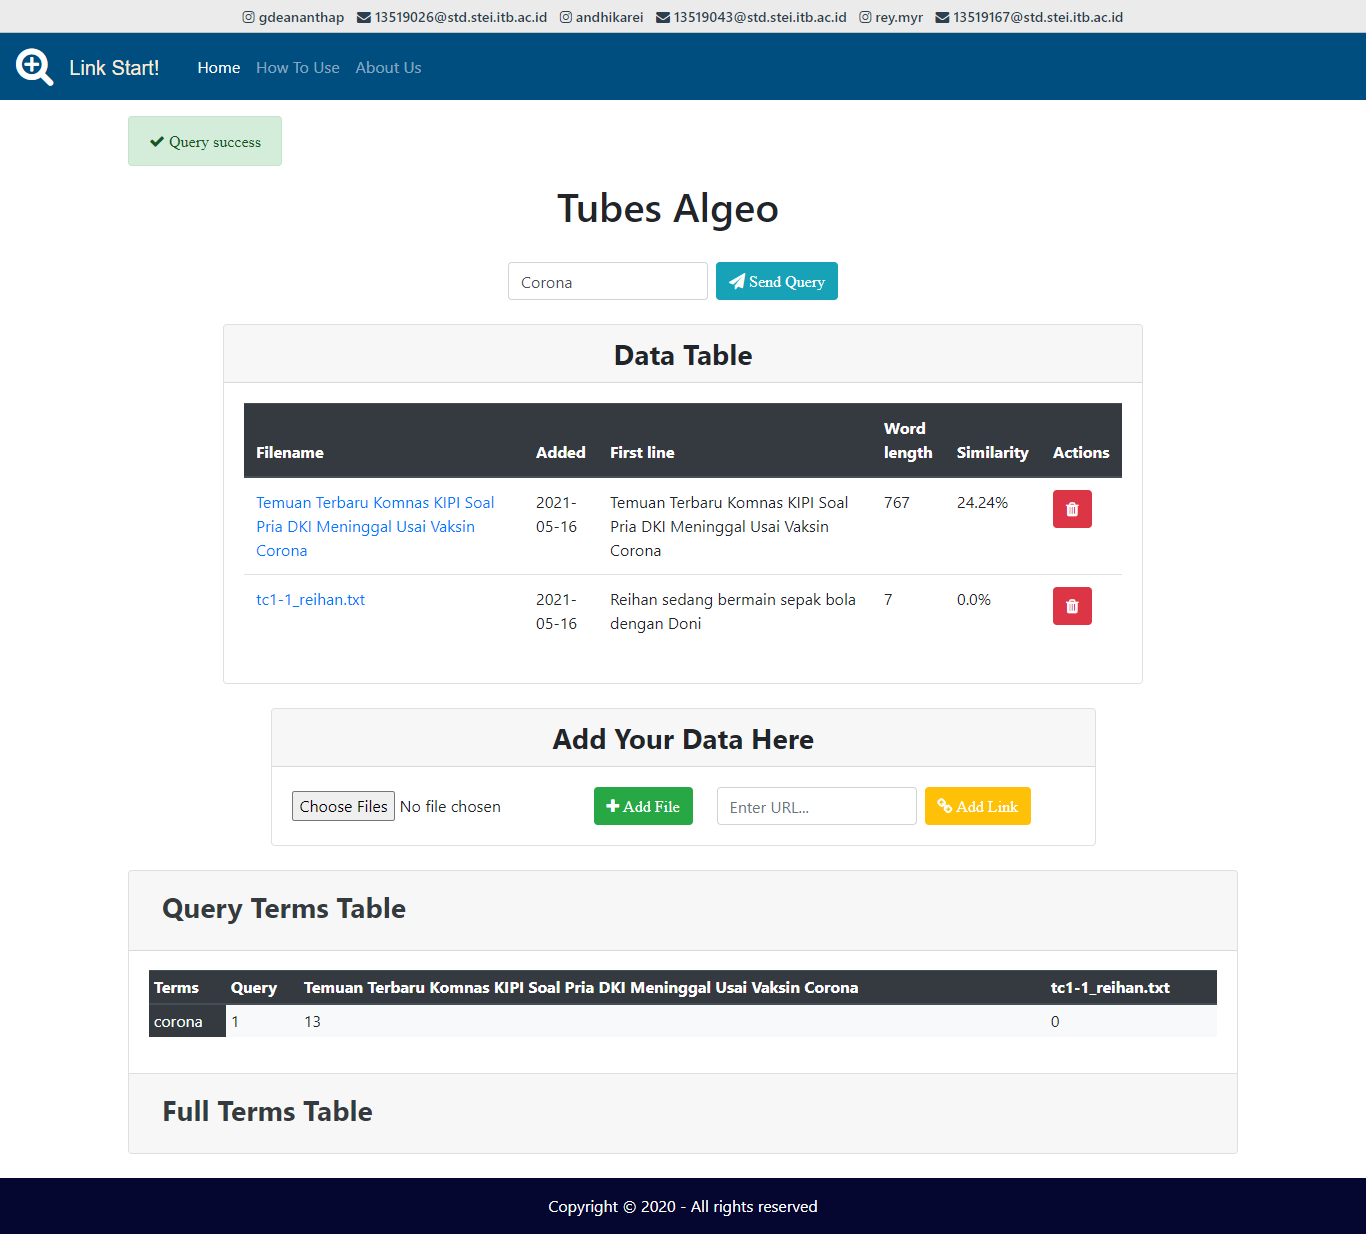 gdeananthap 13519026@std.stei.itb.ac.id andhikarei 13519043@std.stei.itb.ac.id rey.myr 13519167@std.stei.itb.ac.id
Link Start! Home How To Use About Us
Query success
Tubes Algeo
Corona Send Query
Data Table
Filename Added First line Word length Similarity Actions
Temuan Terbaru Komnas KIPI Soal
Pria DKI Meninggal Usai Vaksin
Corona
2021-
05-16
Temuan Terbaru Komnas KIPI Soal
Pria DKI Meninggal Usai Vaksin
Corona
767
24.24%
tc1-1_reihan.txt
2021-
05-16
Reihan sedang bermain sepak bola
dengan Doni
7
0.0%
Add Your Data Here
Choose Files No file chosen Add File Enter URL... Add Link
Query Terms Table
Terms Query Temuan Terbaru Komnas KIPI Soal Pria DKI Meninggal Usai Vaksin Corona tc1-1_reihan.txt
corona 1 13 0
Full Terms Table
Copyright © 2020 - All rights reserved